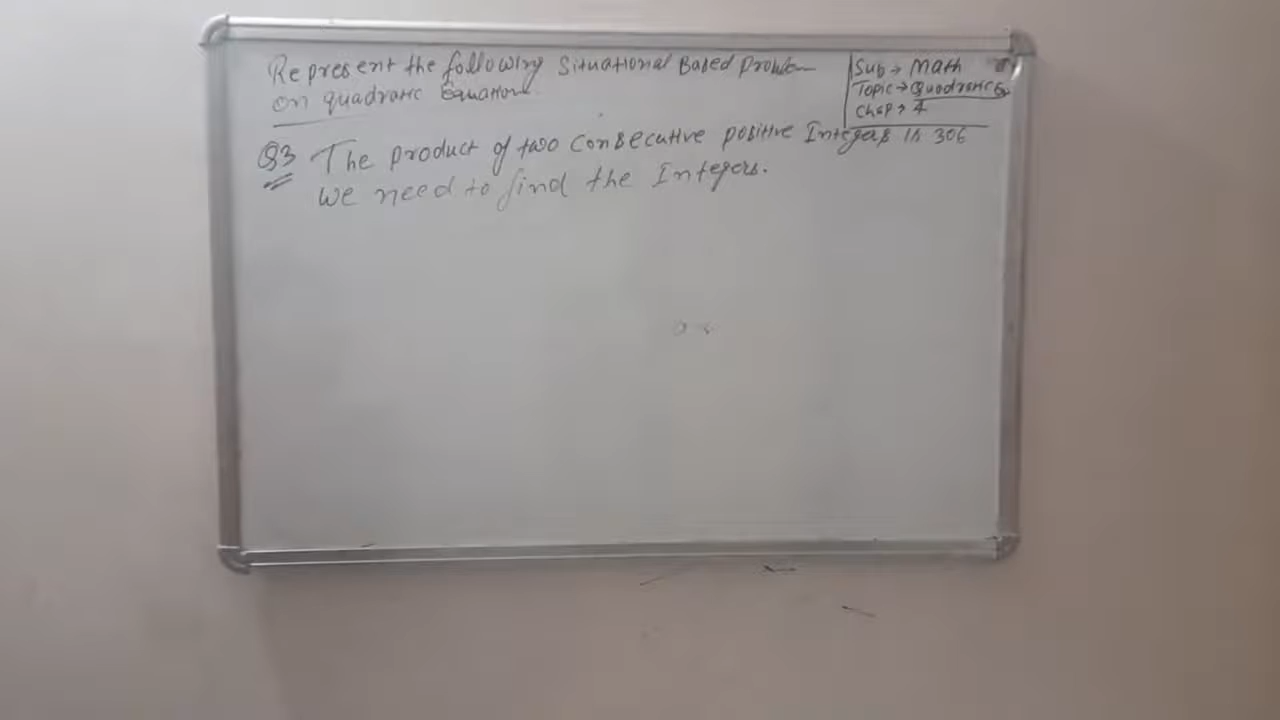 Represent the following Situational Based Problem
on quadratic Equation.
Sub → Math
Topic → Quadratic Eq
Chap → 4
Q3 The product of two consecutive positive Integers is 306
We need to find the Integers.